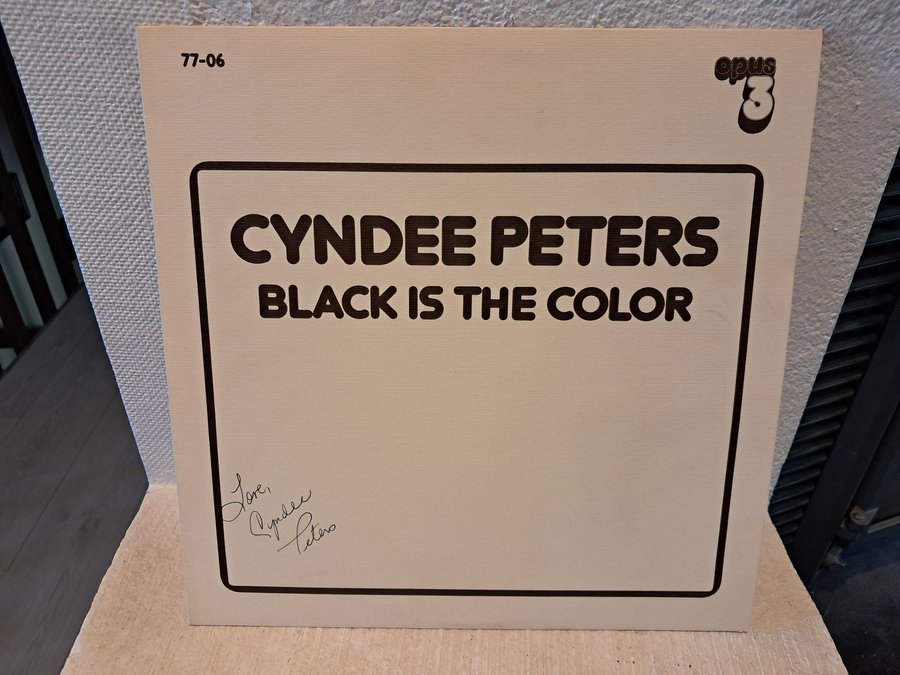 77-06
opus
3
CYNDEE PETERS
BLACK IS THE COLOR
Love,
Cyndee
Peters